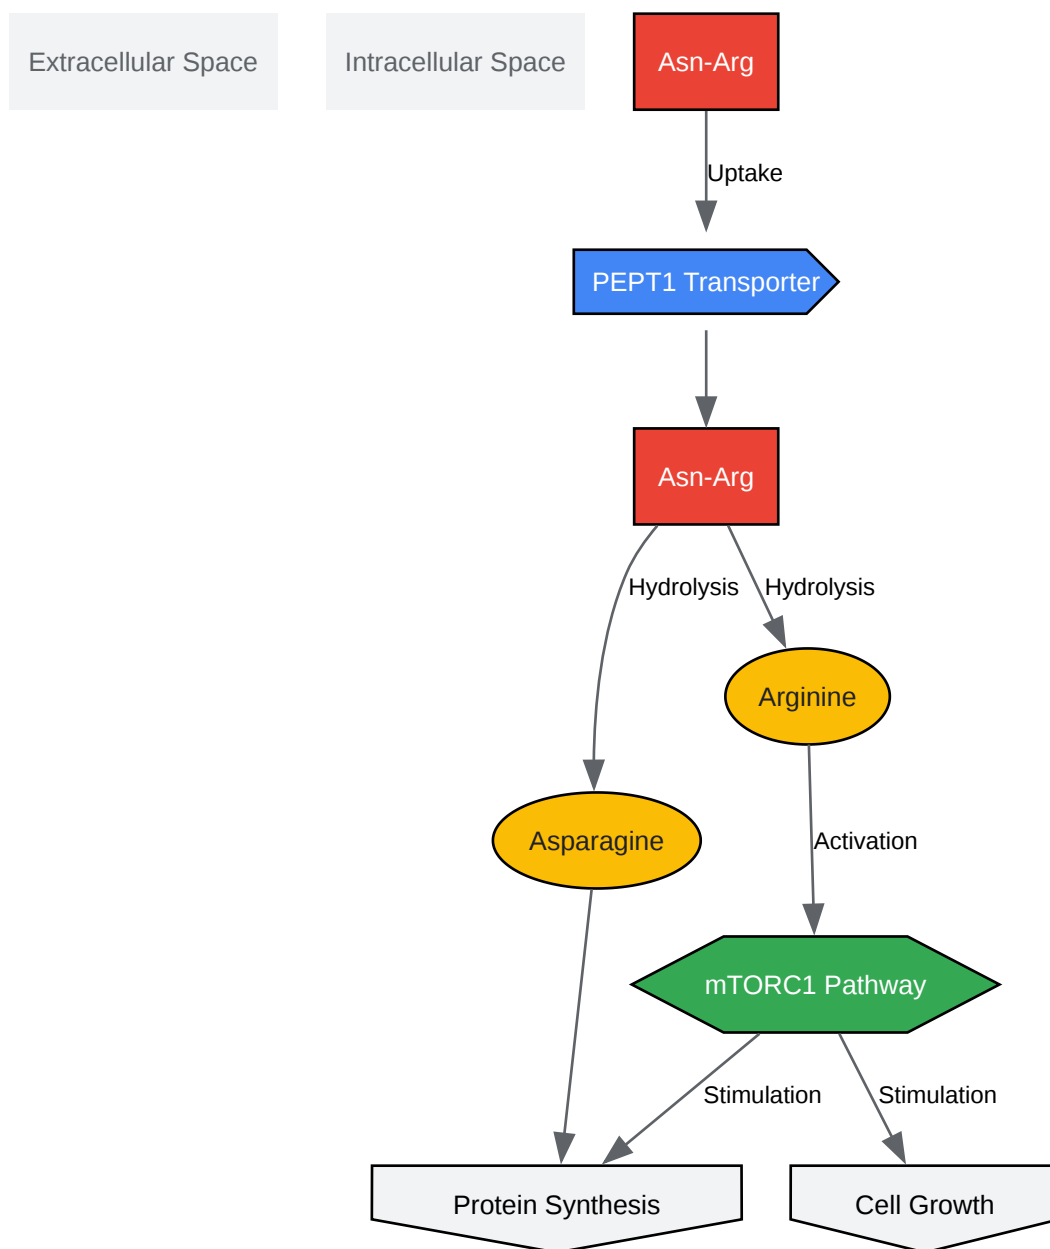 Extracellular Space
Intracellular Space
Asn-Arg
Uptake
PEPT1 Transporter
Asn-Arg
Hydrolysis
Hydrolysis
Arginine
Asparagine
Activation
mTORC1 Pathway
Stimulation
Stimulation
Protein Synthesis
Cell Growth